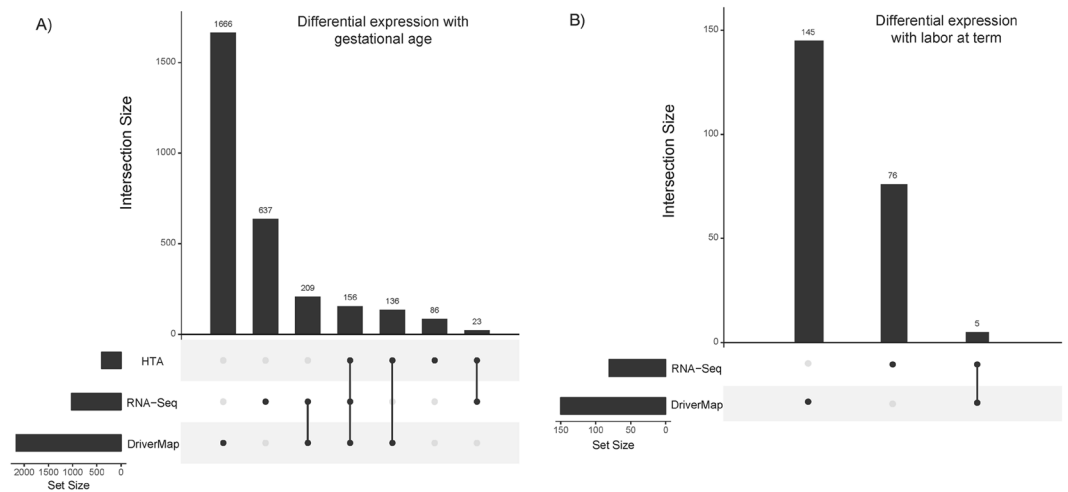 A)
Differential expression with
gestational age
Intersection Size
1500
1000
500
0
1666
637
209
156
136
86
23
HTA
RNA-Seq
DriverMap
2000 1500 1000 500 0
Set Size
B)
Differential expression
with labor at term
Intersection Size
150
100
50
0
145
76
5
RNA-Seq
DriverMap
150 100 50 0
Set Size